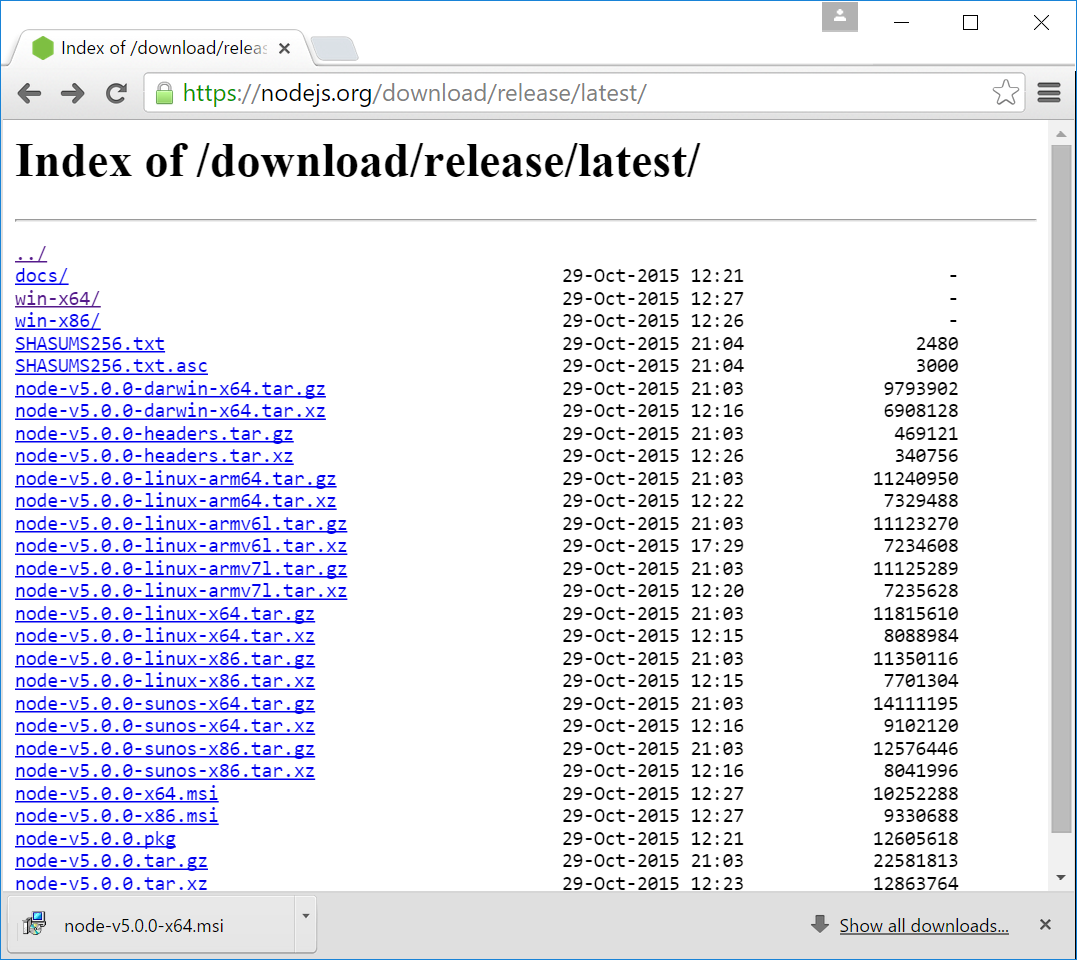 Index of /download/relea
https://nodejs.org/download/release/latest/
Index of /download/release/latest/
../
docs/ 29-Oct-2015 12:21 -
win-x64/ 29-Oct-2015 12:27 -
win-x86/ 29-Oct-2015 12:26 -
SHASUMS256.txt 29-Oct-2015 21:04 2480
SHASUMS256.txt.asc 29-Oct-2015 21:04 3000
node-v5.0.0-darwin-x64.tar.gz 29-Oct-2015 21:03 9793902
node-v5.0.0-darwin-x64.tar.xz 29-Oct-2015 12:16 6908128
node-v5.0.0-headers.tar.gz 29-Oct-2015 21:03 469121
node-v5.0.0-headers.tar.xz 29-Oct-2015 12:26 340756
node-v5.0.0-linux-arm64.tar.gz 29-Oct-2015 21:03 11240950
node-v5.0.0-linux-arm64.tar.xz 29-Oct-2015 12:22 7329488
node-v5.0.0-linux-armv6l.tar.gz 29-Oct-2015 21:03 11123270
node-v5.0.0-linux-armv6l.tar.xz 29-Oct-2015 17:29 7234608
node-v5.0.0-linux-armv7l.tar.gz 29-Oct-2015 21:03 11125289
node-v5.0.0-linux-armv7l.tar.xz 29-Oct-2015 12:20 7235628
node-v5.0.0-linux-x64.tar.gz 29-Oct-2015 21:03 11815610
node-v5.0.0-linux-x64.tar.xz 29-Oct-2015 12:15 8088984
node-v5.0.0-linux-x86.tar.gz 29-Oct-2015 21:03 11350116
node-v5.0.0-linux-x86.tar.xz 29-Oct-2015 12:15 7701304
node-v5.0.0-sunos-x64.tar.gz 29-Oct-2015 21:03 14111195
node-v5.0.0-sunos-x64.tar.xz 29-Oct-2015 12:16 9102120
node-v5.0.0-sunos-x86.tar.gz 29-Oct-2015 21:03 12576446
node-v5.0.0-sunos-x86.tar.xz 29-Oct-2015 12:16 8041996
node-v5.0.0-x64.msi 29-Oct-2015 12:27 10252288
node-v5.0.0-x86.msi 29-Oct-2015 12:27 9330688
node-v5.0.0.pkg 29-Oct-2015 12:21 12605618
node-v5.0.0.tar.gz 29-Oct-2015 21:03 22581813
node-v5.0.0.tar.xz 29-Oct-2015 12:23 12863764
node-v5.0.0-x64.msi
Show all downloads...